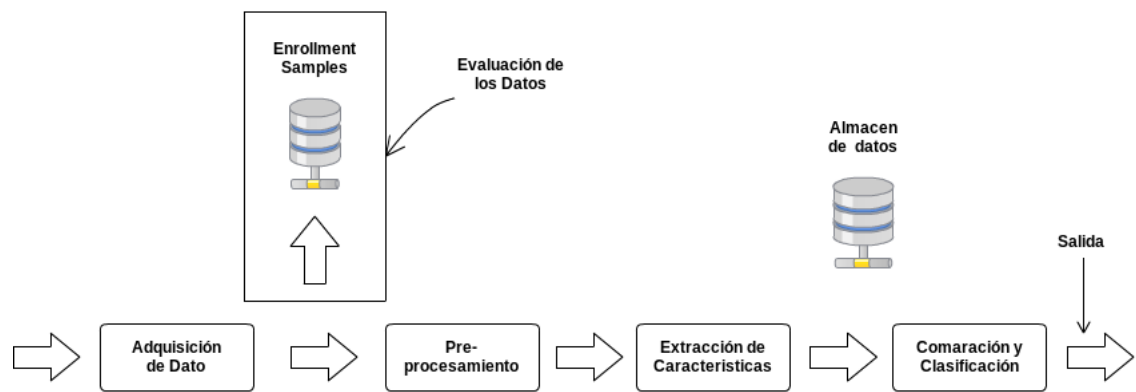 Enrollment
Samples
Evaluación de
los Datos
Almacen
de datos
Salida
Adquisición
de Dato
Pre-
procesamiento
Extracción de
Caracteristicas
Comaración y
Clasificación